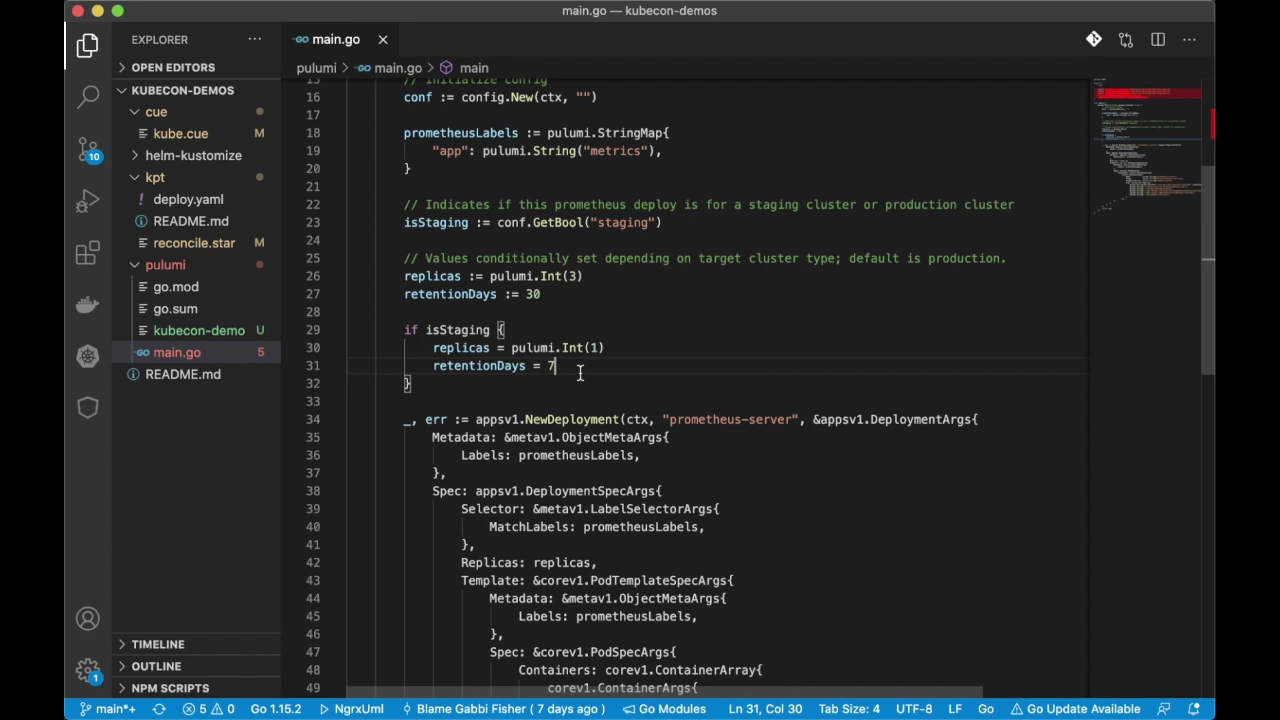 main.go — kubecon-demos
EXPLORER
main.go
OPEN EDITORS
pulumi
main.go
main
KUBECON-DEMOS
cue
kube.cue M
helm-kustomize
kpt
deploy.yaml
README.md
reconcile.star M
pulumi
go.mod
go.sum
kubecon-demo U
main.go 5
README.md
10
1
TIMELINE
OUTLINE
NPM SCRIPTS
15 // Initialize config
16 conf := config.New(ctx, "")
17
18 prometheusLabels := pulumi.StringMap{
19 "app": pulumi.String("metrics"),
20 }
21
22 // Indicates if this prometheus deploy is for a staging cluster or production cluster
23 isStaging := conf.GetBool("staging")
24
25 // Values conditionally set depending on target cluster type; default is production.
26 replicas := pulumi.Int(3)
27 retentionDays := 30
28
29 if isStaging {
30 replicas = pulumi.Int(1)
31 retentionDays = 7
32 }
33
34 _, err := appsv1.NewDeployment(ctx, "prometheus-server", &appsv1.DeploymentArgs{
35 Metadata: &metav1.ObjectMetaArgs{
36 Labels: prometheusLabels,
37 },
38 Spec: appsv1.DeploymentSpecArgs{
39 Selector: &metav1.LabelSelectorArgs{
40 MatchLabels: prometheusLabels,
41 },
42 Replicas: replicas,
43 Template: &corev1.PodTemplateSpecArgs{
44 Metadata: &metav1.ObjectMetaArgs{
45 Labels: prometheusLabels,
46 },
47 Spec: &corev1.PodSpecArgs{
48 Containers: corev1.ContainerArray{
49 corev1.ContainerArgs{
main*+ 5 0 Go 1.15.2 NgrxUml Blame Gabbi Fisher ( 7 days ago ) Go Modules Ln 31, Col 30 Tab Size: 4 UTF-8 LF Go Go Update Available